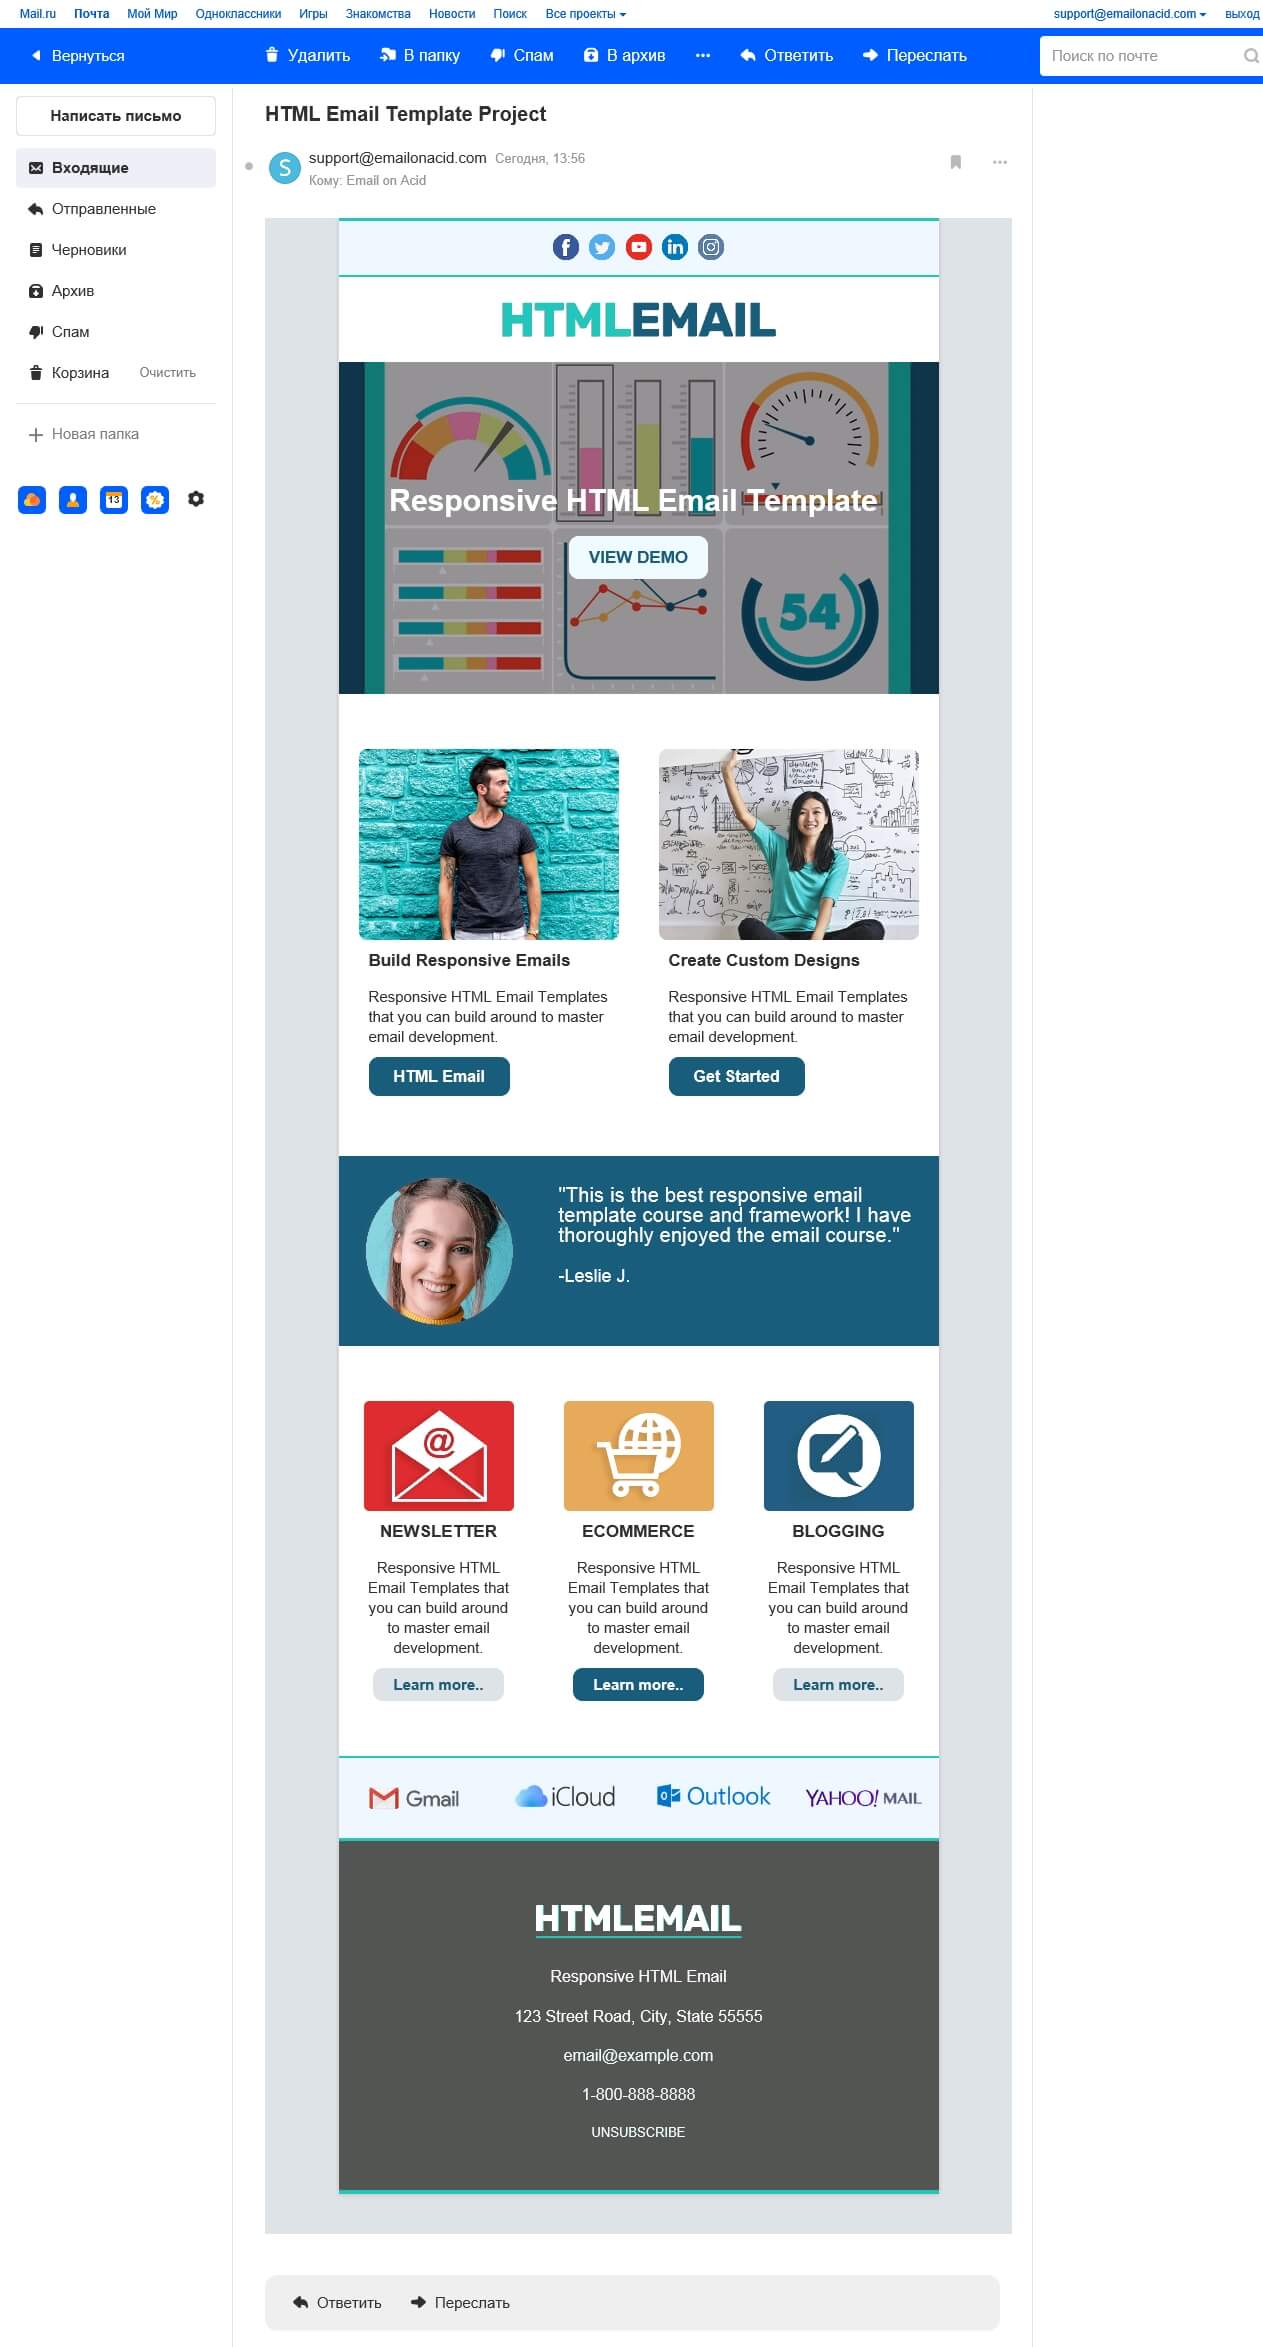 Mail.ru Почта Мой Мир Одноклассники Игры Знакомства Новости Поиск Все проекты support@emailonacid.com выход
Вернуться Удалить В папку Спам В архив ... Ответить Переслать Поиск по почте
Написать письмо
Входящие
Отправленные
Черновики
Архив
Спам
Корзина Очистить
Новая папка
13
%
HTML Email Template Project
S
support@emailonacid.com Сегодня, 13:56
Кому: Email on Acid
f in
HTMLEMAIL
Responsive HTML Email Template
VIEW DEMO
54
Build Responsive Emails
Responsive HTML Email Templates
that you can build around to master
email development.
HTML Email
Create Custom Designs
Responsive HTML Email Templates
that you can build around to master
email development.
Get Started
"This is the best responsive email
template course and framework! I have
thoroughly enjoyed the email course."
-Leslie J.
@
NEWSLETTER
Responsive HTML
Email Templates that
you can build around
to master email
development.
Learn more..
ECOMMERCE
Responsive HTML
Email Templates that
you can build around
to master email
development.
Learn more..
BLOGGING
Responsive HTML
Email Templates that
you can build around
to master email
development.
Learn more..
Gmail iCloud Outlook YAHOO! MAIL
HTMLEMAIL
Responsive HTML Email
123 Street Road, City, State 55555
email@example.com
1-800-888-8888
UNSUBSCRIBE
Ответить Переслать